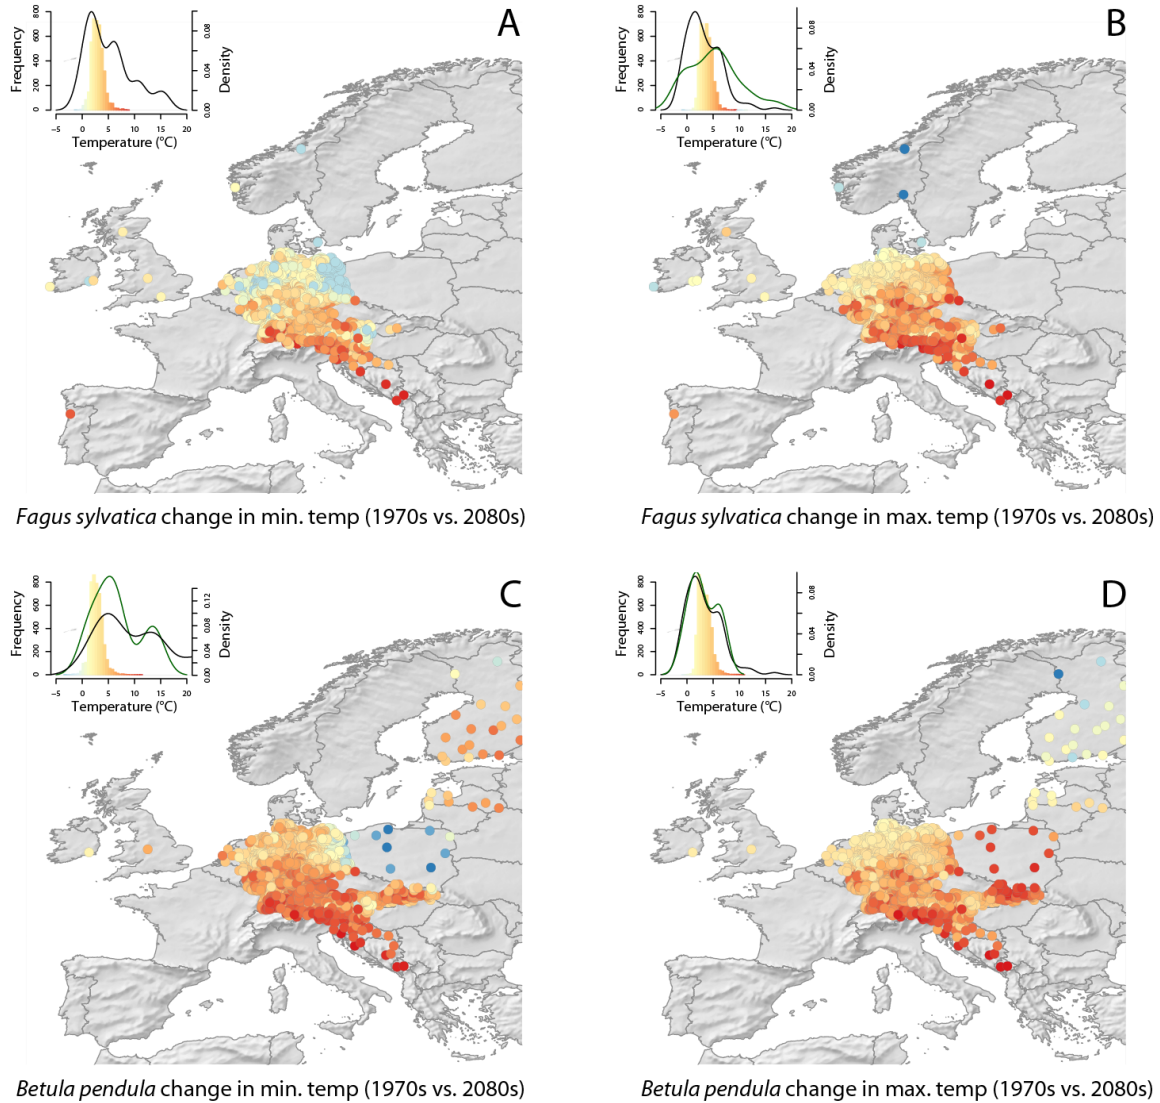 A
800
600
400
200
0
Frequency
0.08
0.04
0.00
Density
-5 0 5 10 15 20
Temperature (°C)
Fagus sylvatica change in min. temp (1970s vs. 2080s)
B
800
600
400
200
0
Frequency
0.08
0.04
0.00
Density
-5 0 5 10 15 20
Temperature (°C)
Fagus sylvatica change in max. temp (1970s vs. 2080s)
C
800
600
400
200
0
Frequency
0.12
0.08
0.04
0.00
Density
-5 0 5 10 15 20
Temperature (°C)
Betula pendula change in min. temp (1970s vs. 2080s)
D
800
600
400
200
0
Frequency
0.08
0.04
0.00
Density
-5 0 5 10 15 20
Temperature (°C)
Betula pendula change in max. temp (1970s vs. 2080s)